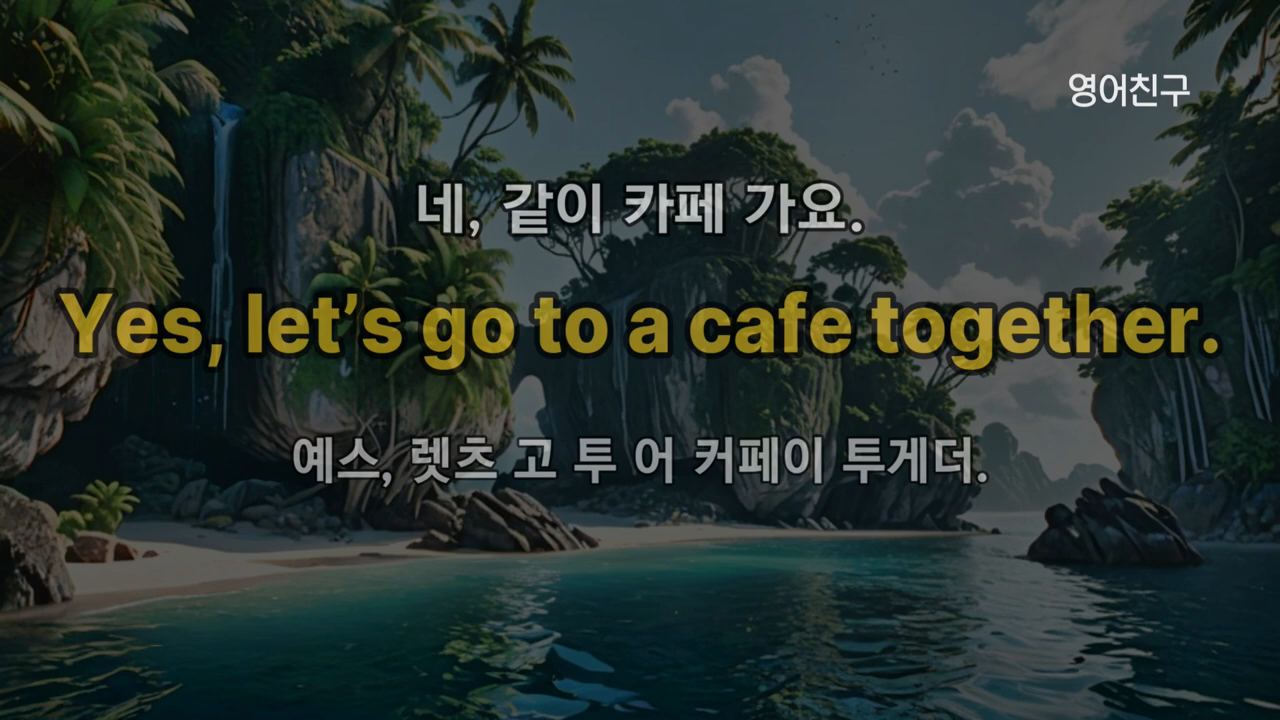 영어친구
네, 같이 카페 가요.
Yes, let’s go to a cafe together.
예스, 렛츠 고 투 어 커페이 투게더.